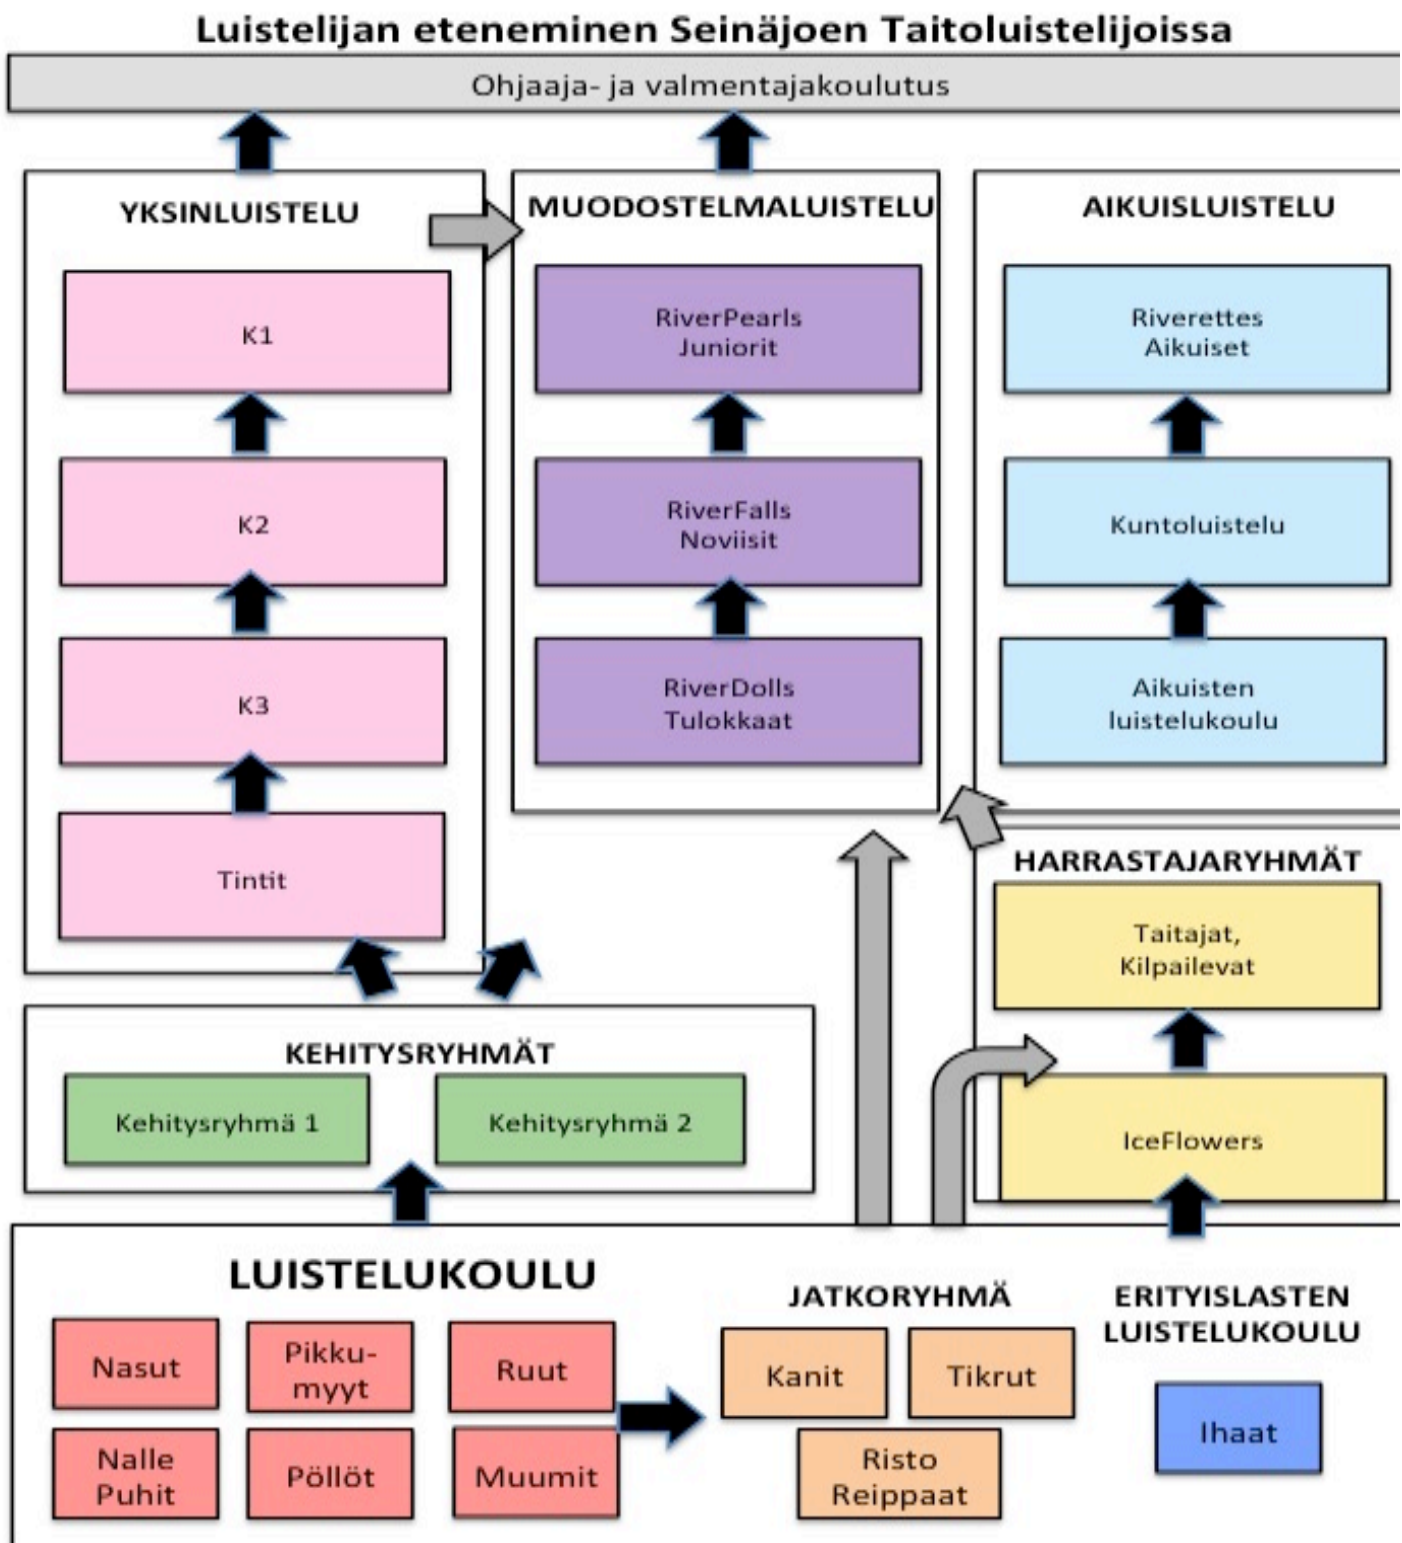 Luistelijan eteneminen Seinäjoen Taitoluistelijoissa
Ohjaaja- ja valmentajakoulutus
YKSINLUISTELU
K1
K2
K3
Tintit
MUODOSTELMALUISTELU
RiverPearls
Juniorit
RiverFalls
Noviisit
RiverDolls
Tulokkaat
AIKUISLUISTELU
Riverettes
Aikuiset
Kuntoluistelu
Aikuisten
luistelukoulu
HARRASTAJARYHMÄT
Taitajat,
Kilpailevat
IceFlowers
KEHITYSRYHMÄT
Kehitysryhmä 1
Kehitysryhmä 2
LUISTELUKOULU
Nasut
Pikku-
myyt
Ruut
Nalle
Puhit
Pöllöt
Muumit
JATKORYHMÄ
Kanit
Tikrut
Risto
Reippaat
ERITYISLASTEN
LUISTELUKOULU
Ihaat